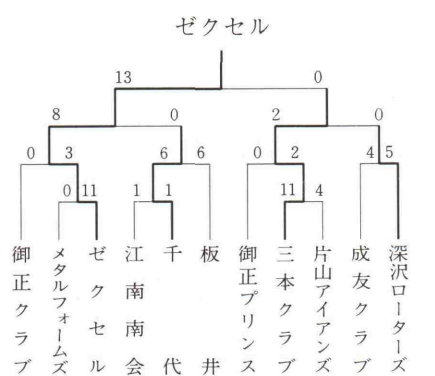 ゼクセル
13 0
8 0 2 0
0 3 6 6 0 2 4 5
0 11 1 1 11 4
御正クラブ
メタルフォームズ
ゼクセル
江南南会
千代
板井
御正プリンス
三本クラブ
片山アイアンズ
成友クラブ
深沢ローターズ